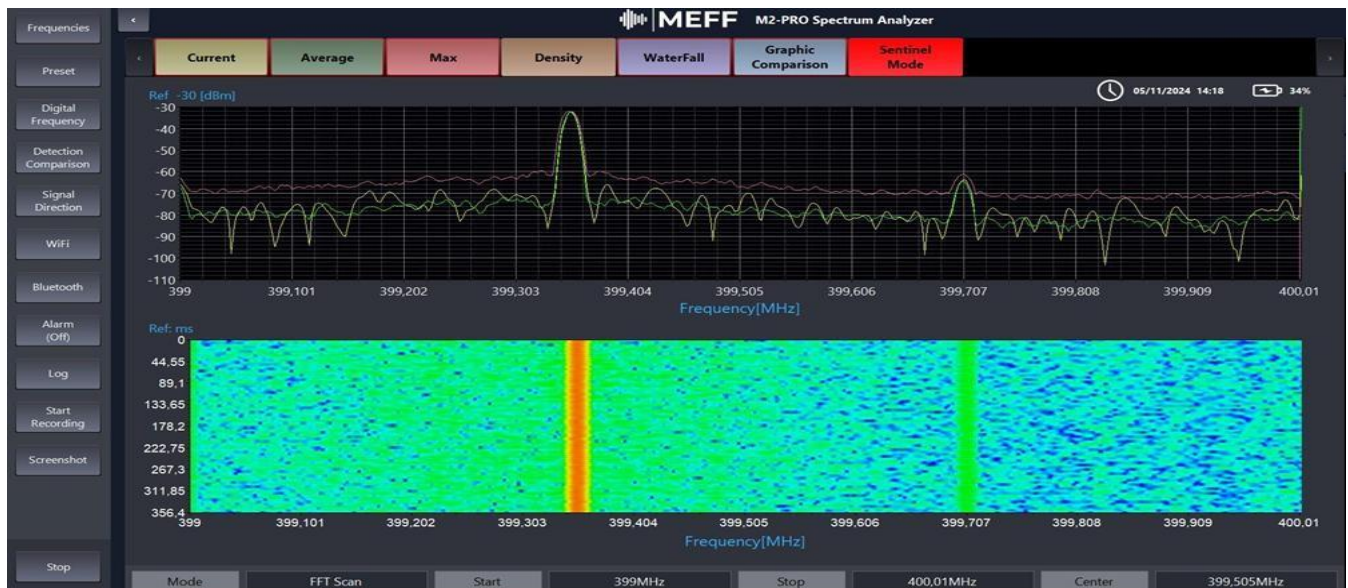 MEFF M2-PRO Spectrum Analyzer
Frequencies
Preset
Digital
Frequency
Detection
Comparison
Signal
Direction
WiFi
Bluetooth
Alarm
(Off)
Log
Start
Recording
Screenshot
Stop
Current Average Max Density WaterFall Graphic
Comparison Sentinel
Mode
Ref -30 [dBm] 05/11/2024 14:18 34%
-30
-40
-50
-60
-70
-80
-90
-100
-110
399 399,101 399,202 399,303 399,404 399,505 399,606 399,707 399,808 399,909 400,01
Frequency[MHz]
Ref: ms
0
44,55
89,1
133,65
178,2
222,75
267,3
311,85
356,4
399 399,101 399,202 399,303 399,404 399,505 399,606 399,707 399,808 399,909 400,01
Frequency[MHz]
Mode FFT Scan Start 399MHz Stop 400,01MHz Center 399,505MHz